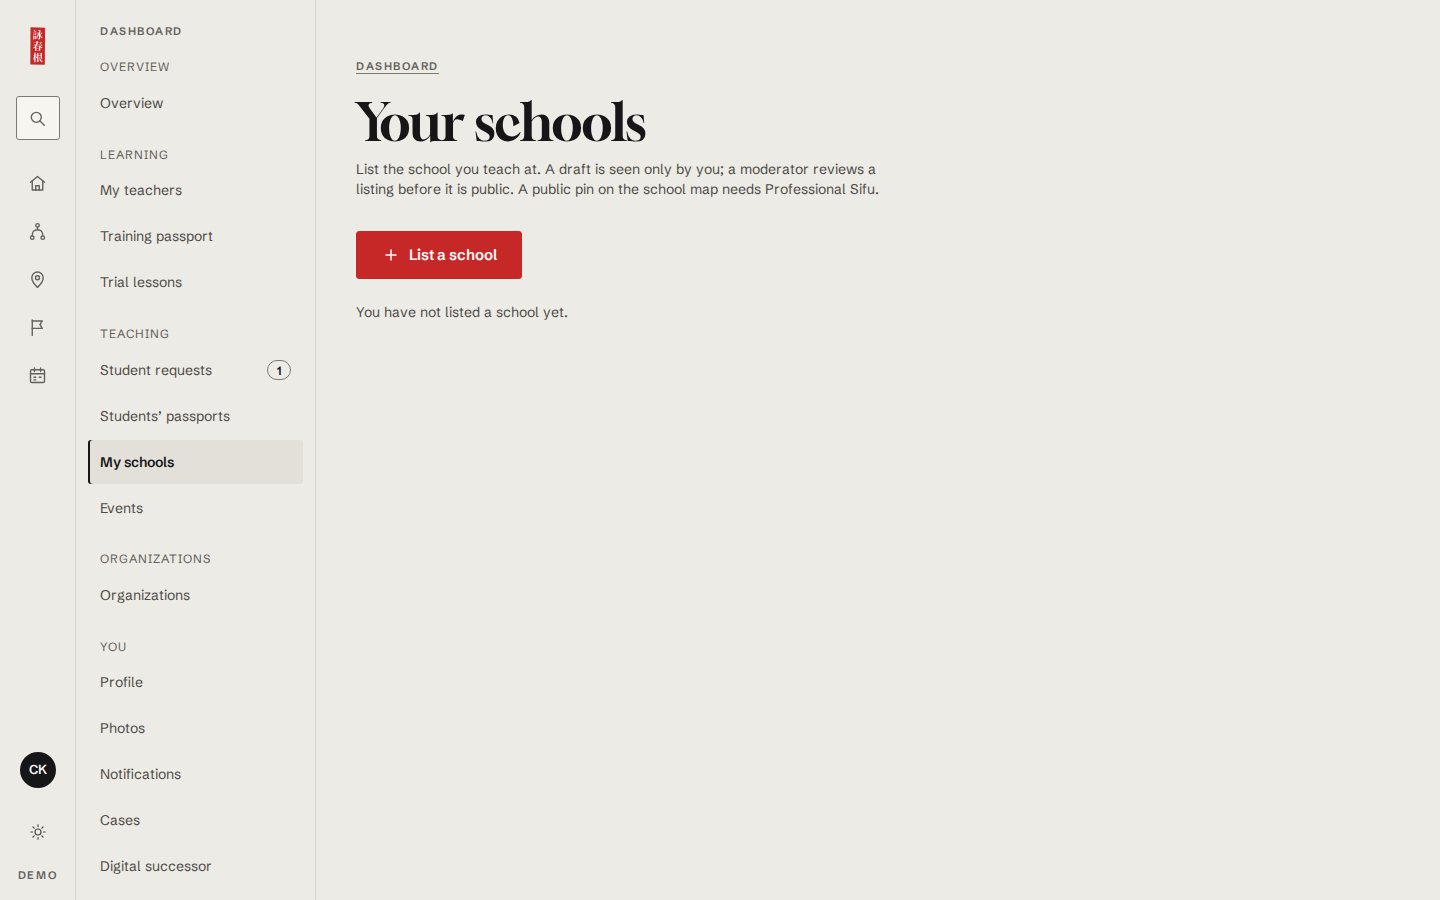 詠春根
DASHBOARD
OVERVIEW
Overview
LEARNING
My teachers
Training passport
Trial lessons
TEACHING
Student requests 1
Students’ passports
My schools
Events
ORGANIZATIONS
Organizations
YOU
Profile
Photos
Notifications
Cases
Digital successor
CK
DEMO
DASHBOARD
Your schools
List the school you teach at. A draft is seen only by you; a moderator reviews a
listing before it is public. A public pin on the school map needs Professional Sifu.
List a school
You have not listed a school yet.